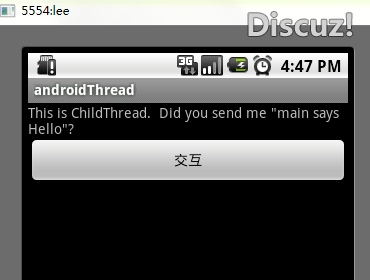 5554:lee
Discuz!
3G
4:47 PM
androidThread
This is ChildThread.  Did you send me "main says
Hello"?
交互